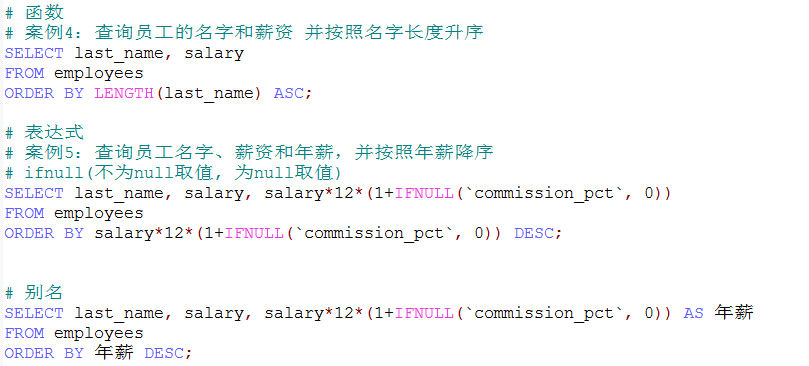 # 函数
# 案例4：查询员工的名字和薪资 并按照名字长度升序
SELECT last_name, salary
FROM employees
ORDER BY LENGTH(last_name) ASC;
# 表达式
# 案例5：查询员工名字、薪资和年薪，并按照年薪降序
# ifnull(不为null取值，为null取值)
SELECT last_name, salary, salary*12*(1+IFNULL(`commission_pct`, 0))
FROM employees
ORDER BY salary*12*(1+IFNULL(`commission_pct`, 0)) DESC;
# 别名
SELECT last_name, salary, salary*12*(1+IFNULL(`commission_pct`, 0)) AS 年薪
FROM employees
ORDER BY 年薪 DESC;